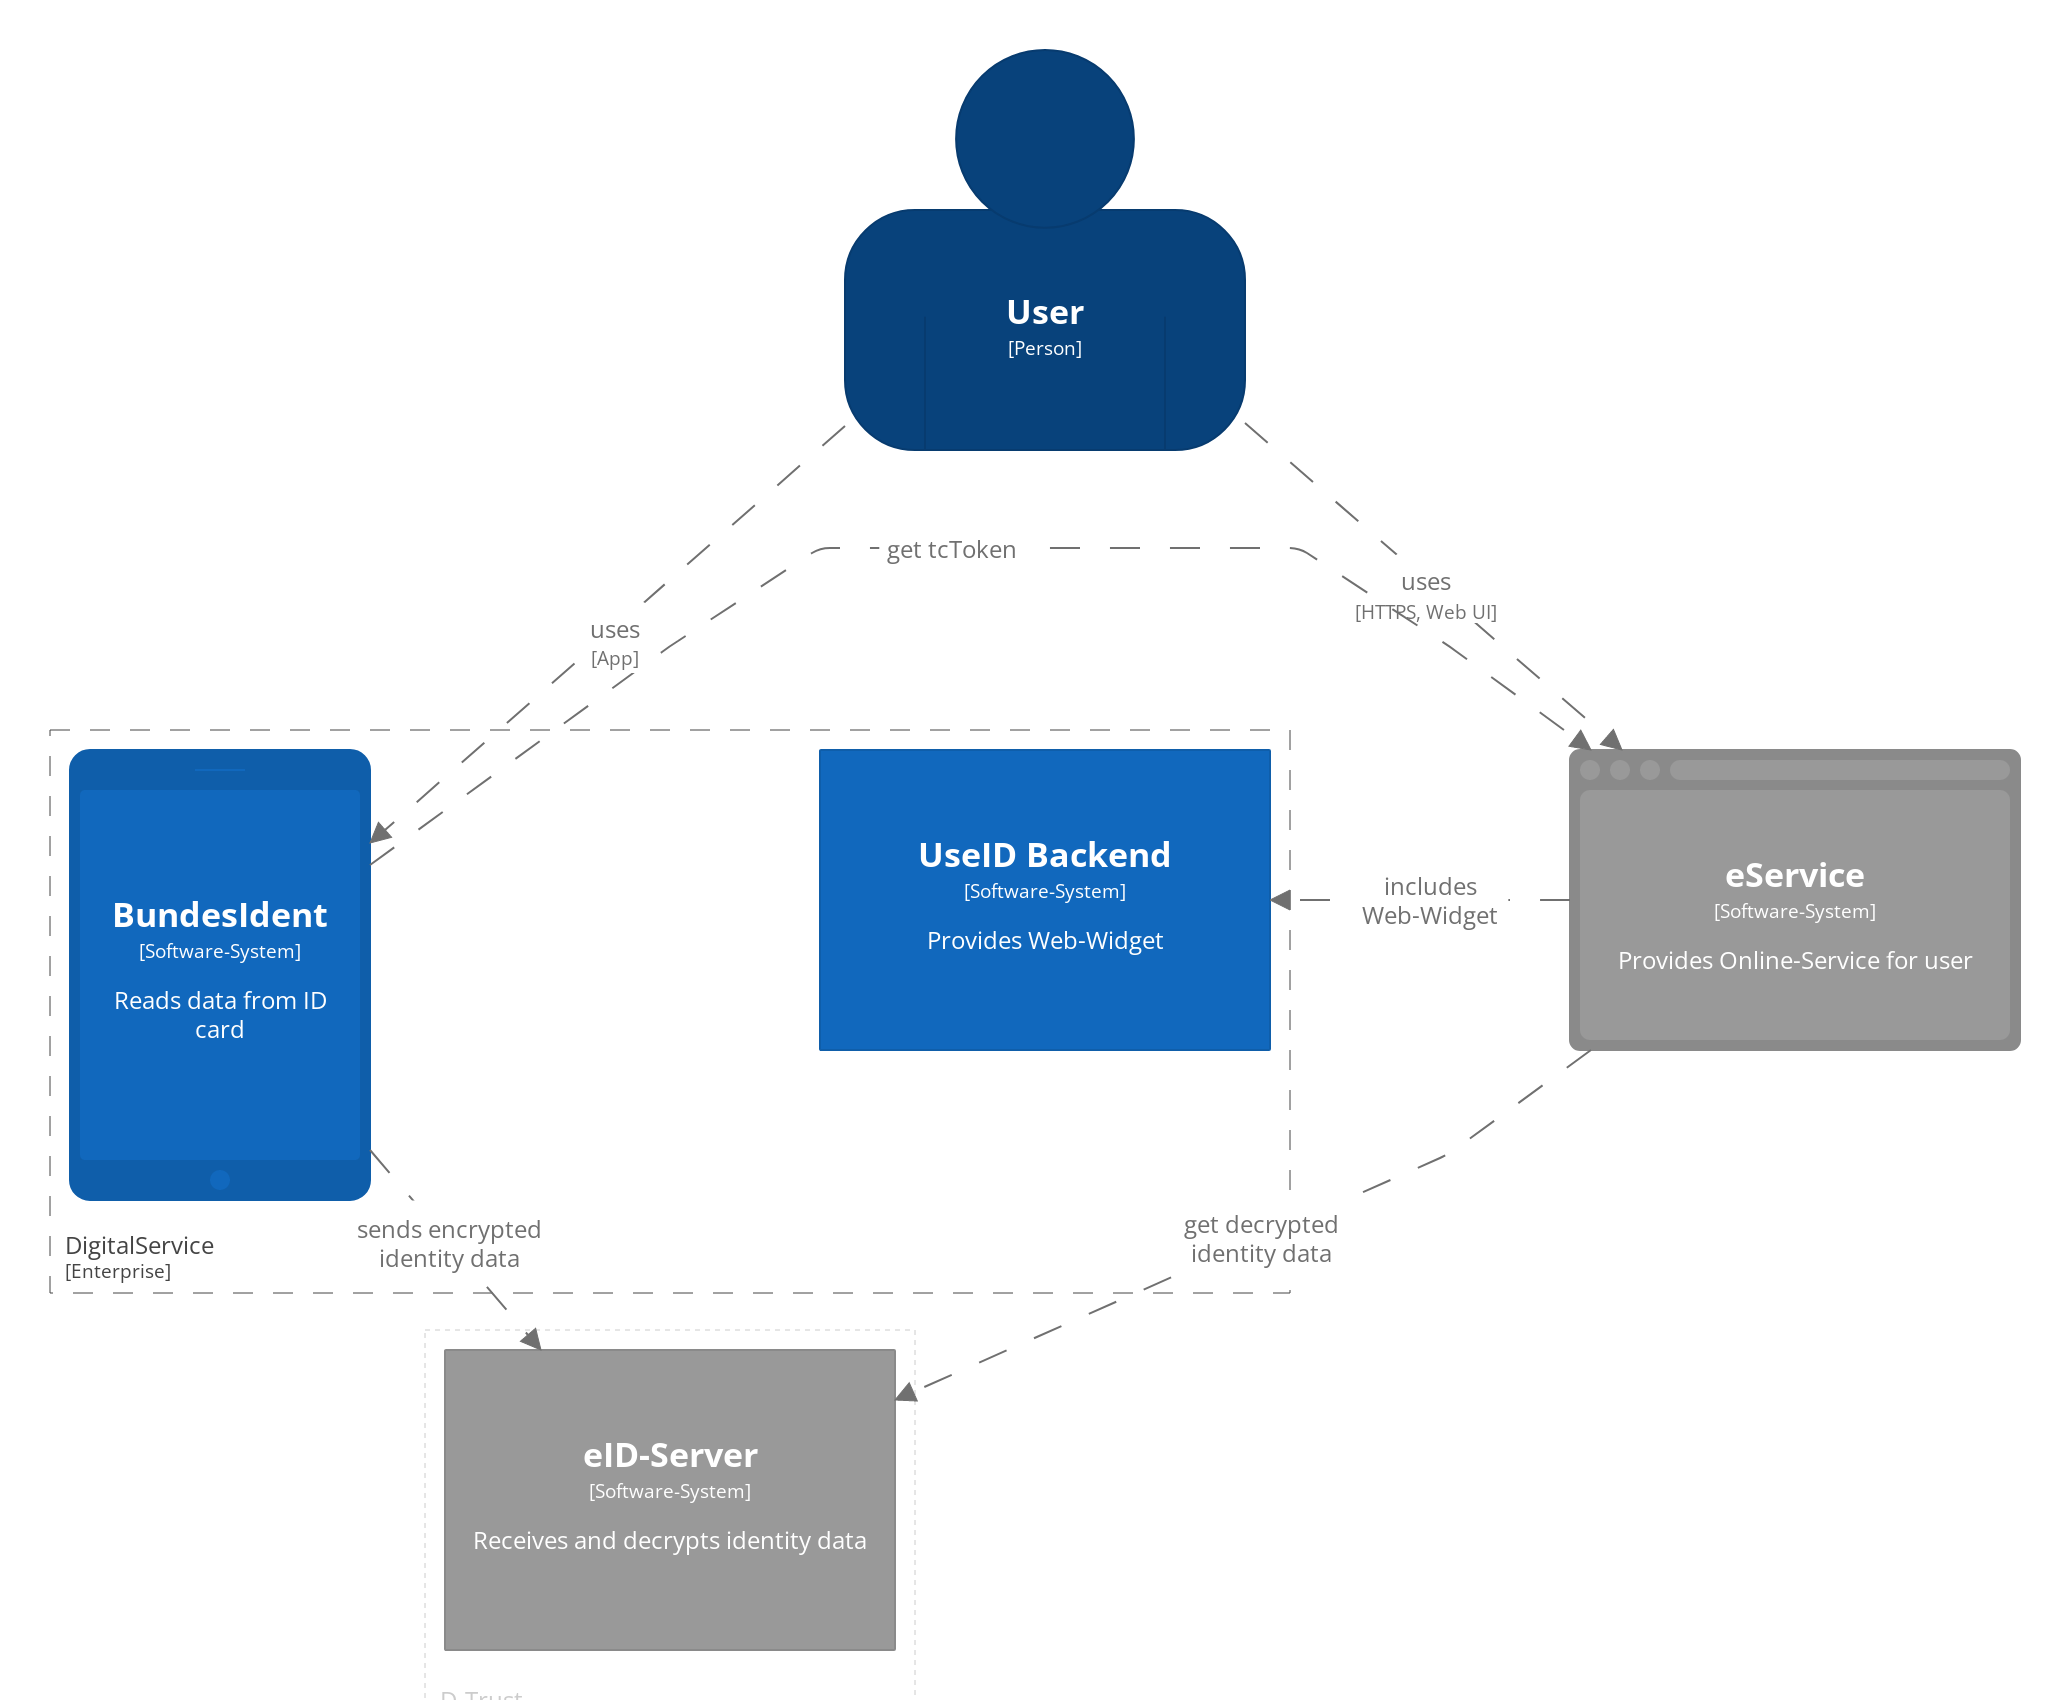 User
[Person]
get tcToken
uses
[HTTPS, Web UI]
uses
[App]
BundesIdent
[Software-System]
Reads data from ID
card
UseID Backend
[Software-System]
Provides Web-Widget
includes
Web-Widget
eService
[Software-System]
Provides Online-Service for user
DigitalService
[Enterprise]
sends encrypted
identity data
get decrypted
identity data
eID-Server
[Software-System]
Receives and decrypts identity data
D-Trust